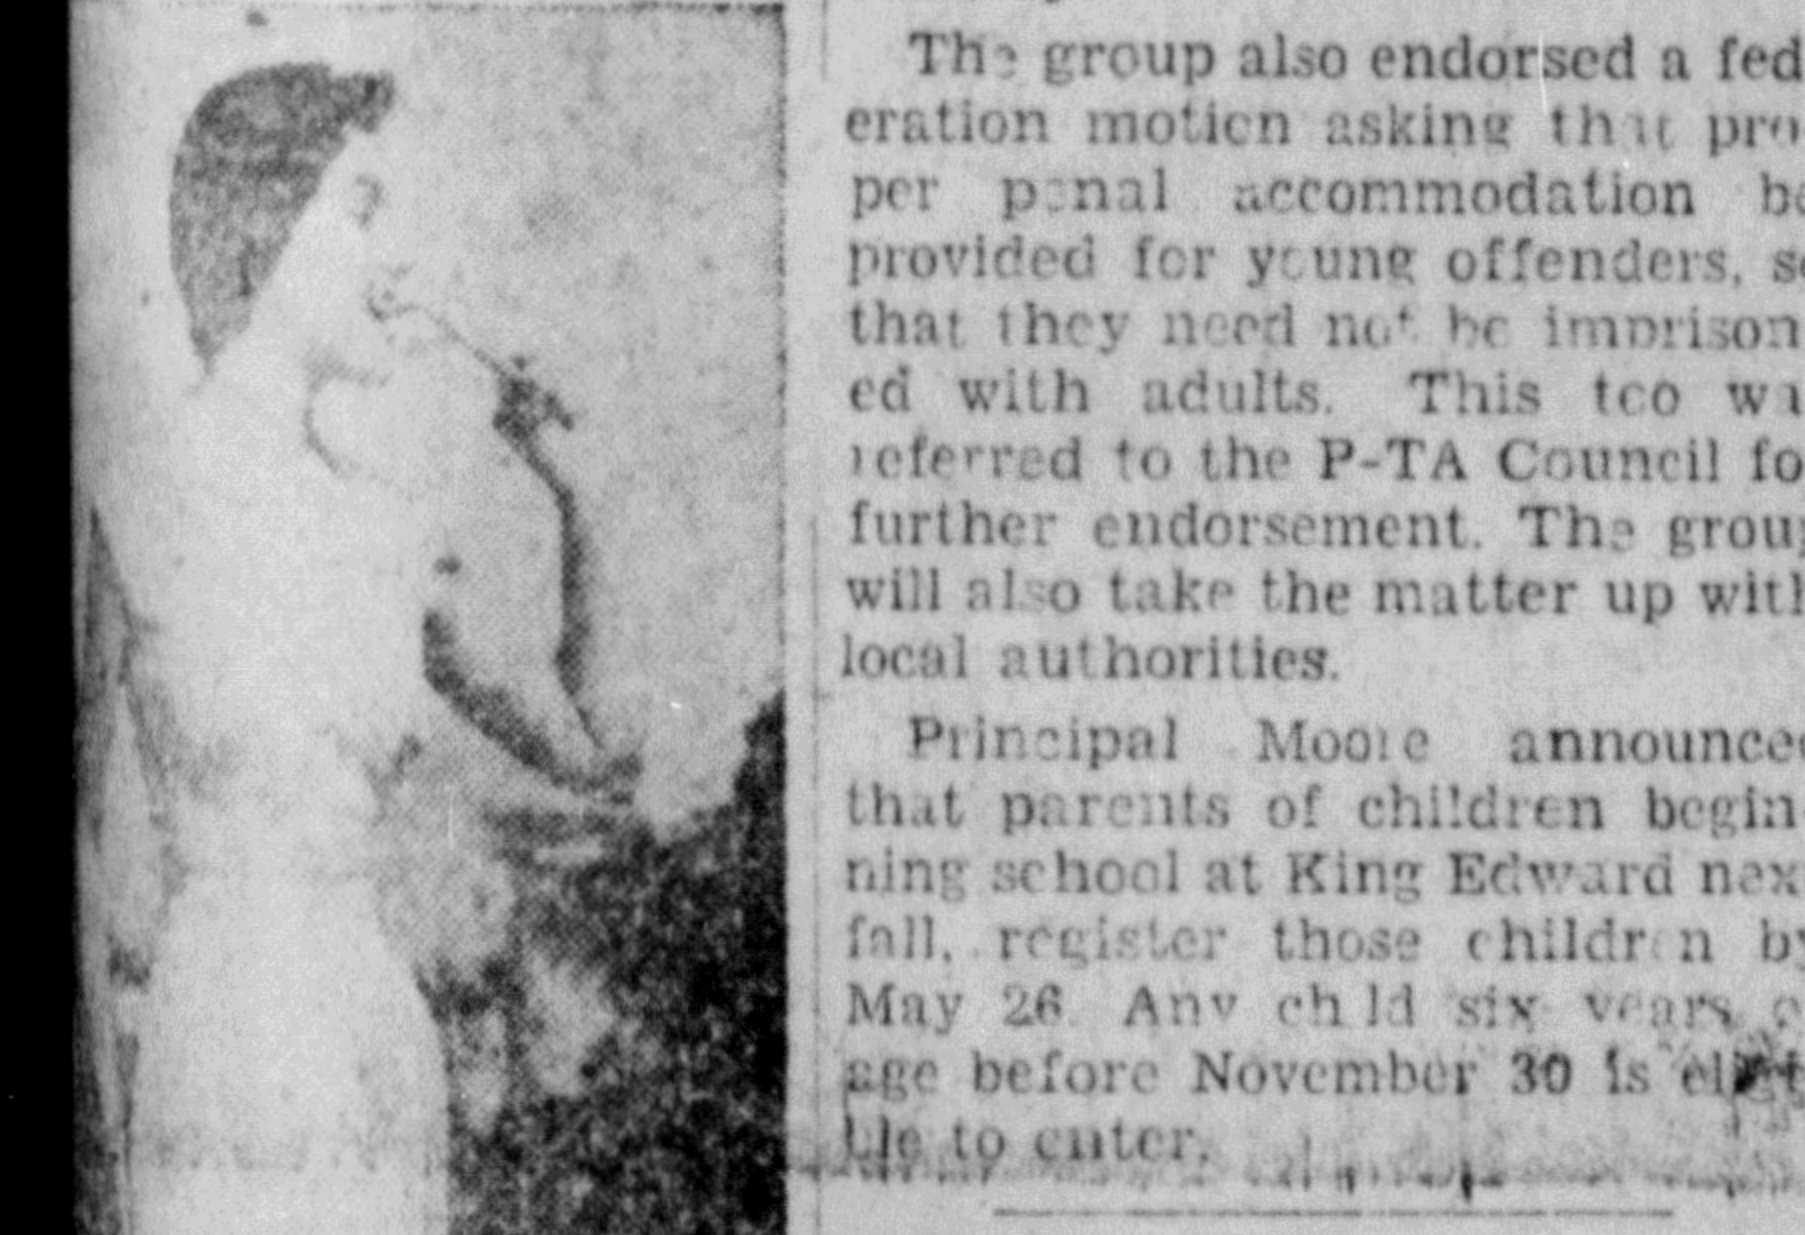 The group also endorsed a fed
eration motion asking that pro-
per penal accommodation be
provided for young offenders, so
that they need not be imprison
ed with adults. This too wa
referred to the P-TA Council fo
further endorsement. The group
will also take the matter up with
local authorities.
Principal Moore announced
that parents of children begin-
ning school at King Edward nex
fall, register those children by
May 26. Any child six years o
age before November 30 is eligi
ble to enter.